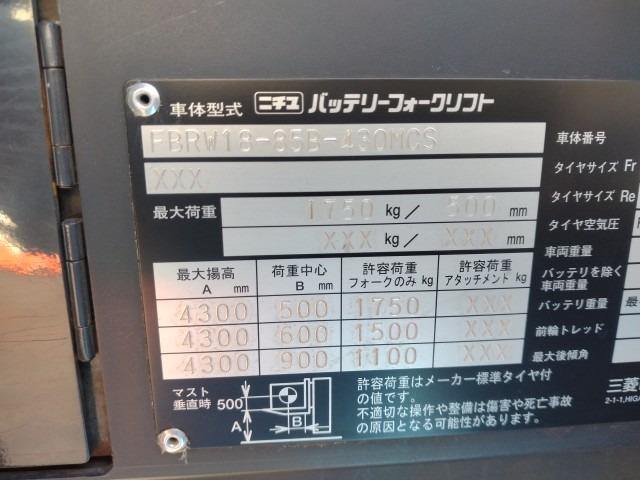 車体型式 ニチユ バッテリーフォークリフト
FBRW18-85B-430MCS 車体番号
XXX タイヤサイズ Fr
タイヤサイズ Re
最大荷重 1750 kg/ 500 mm タイヤ空気圧
XXX kg/ XXX mm 車両重量
最大揚高 A mm 荷重中心 B mm 許容荷重 フォークのみ kg 許容荷重 アタッチメント kg バッテリを除く 車両重量
4300 500 1750 XXX バッテリ重量
4300 600 1500 XXX 前輪トレッド
4300 900 1100 XXX 最大後傾角
マスト
垂直時 500
A B
許容荷重はメーカー標準タイヤ付
の値です。
不適切な操作や整備は傷害や死亡事故
の原因となる可能性があります。
三菱
2-1-1,HIGA